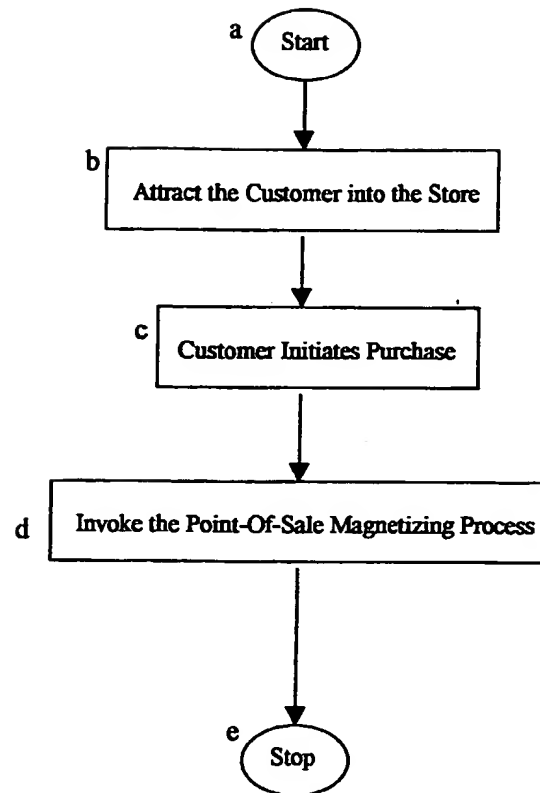 a
Start
b
Attract the Customer into the Store
c
Customer Initiates Purchase
d
Invoke the Point-Of-Sale Magnetizing Process
e
Stop